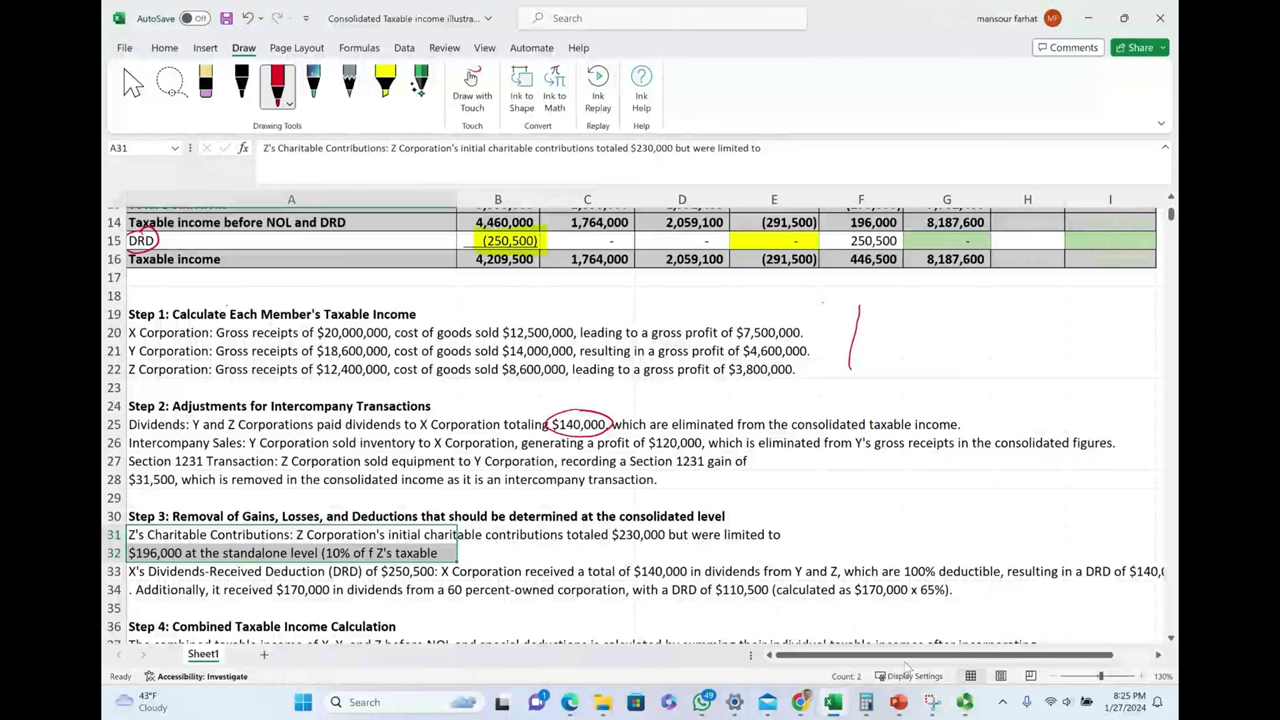 AutoSave Off Consolidated Taxable income illustra... Search mansour farhat MF
File Home Insert Draw Page Layout Formulas Data Review View Automate Help Comments Share
Draw with Touch Ink to Shape Ink to Math Ink Replay Ink Help
Drawing Tools Touch Convert Replay Help
A31 fx Z's Charitable Contributions: Z Corporation's initial charitable contributions totaled $230,000 but were limited to
A B C D E F G H I
14 Taxable income before NOL and DRD 4,460,000 1,764,000 2,059,100 (291,500) 196,000 8,187,600
15 DRD (250,500) - - - 250,500 -
16 Taxable income 4,209,500 1,764,000 2,059,100 (291,500) 446,500 8,187,600
17
18
19 Step 1: Calculate Each Member's Taxable Income
20 X Corporation: Gross receipts of $20,000,000, cost of goods sold $12,500,000, leading to a gross profit of $7,500,000.
21 Y Corporation: Gross receipts of $18,600,000, cost of goods sold $14,000,000, resulting in a gross profit of $4,600,000.
22 Z Corporation: Gross receipts of $12,400,000, cost of goods sold $8,600,000, leading to a gross profit of $3,800,000.
23
24 Step 2: Adjustments for Intercompany Transactions
25 Dividends: Y and Z Corporations paid dividends to X Corporation totaling $140,000, which are eliminated from the consolidated taxable income.
26 Intercompany Sales: Y Corporation sold inventory to X Corporation, generating a profit of $120,000, which is eliminated from Y's gross receipts in the consolidated figures.
27 Section 1231 Transaction: Z Corporation sold equipment to Y Corporation, recording a Section 1231 gain of
28 $31,500, which is removed in the consolidated income as it is an intercompany transaction.
29
30 Step 3: Removal of Gains, Losses, and Deductions that should be determined at the consolidated level
31 Z's Charitable Contributions: Z Corporation's initial charitable contributions totaled $230,000 but were limited to
32 $196,000 at the standalone level (10% of f Z's taxable
33 X's Dividends-Received Deduction (DRD) of $250,500: X Corporation received a total of $140,000 in dividends from Y and Z, which are 100% deductible, resulting in a DRD of $140,0
34 . Additionally, it received $170,000 in dividends from a 60 percent-owned corporation, with a DRD of $110,500 (calculated as $170,000 x 65%).
35
36 Step 4: Combined Taxable Income Calculation
Sheet1
Ready Accessibility: Investigate Count: 2 Display Settings 130%
43°F Cloudy Search 49 8:25 PM 1/27/2024